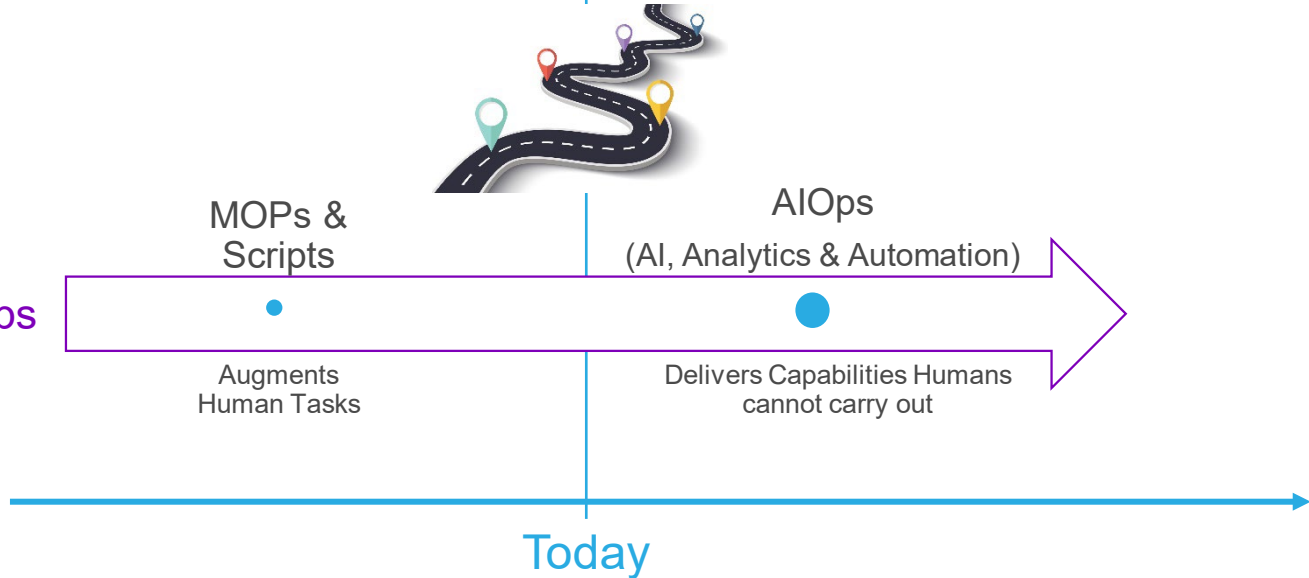 MOPs &
Scripts
AIOps
(AI, Analytics & Automation)
Augments
Human Tasks
Delivers Capabilities Humans
cannot carry out
Today